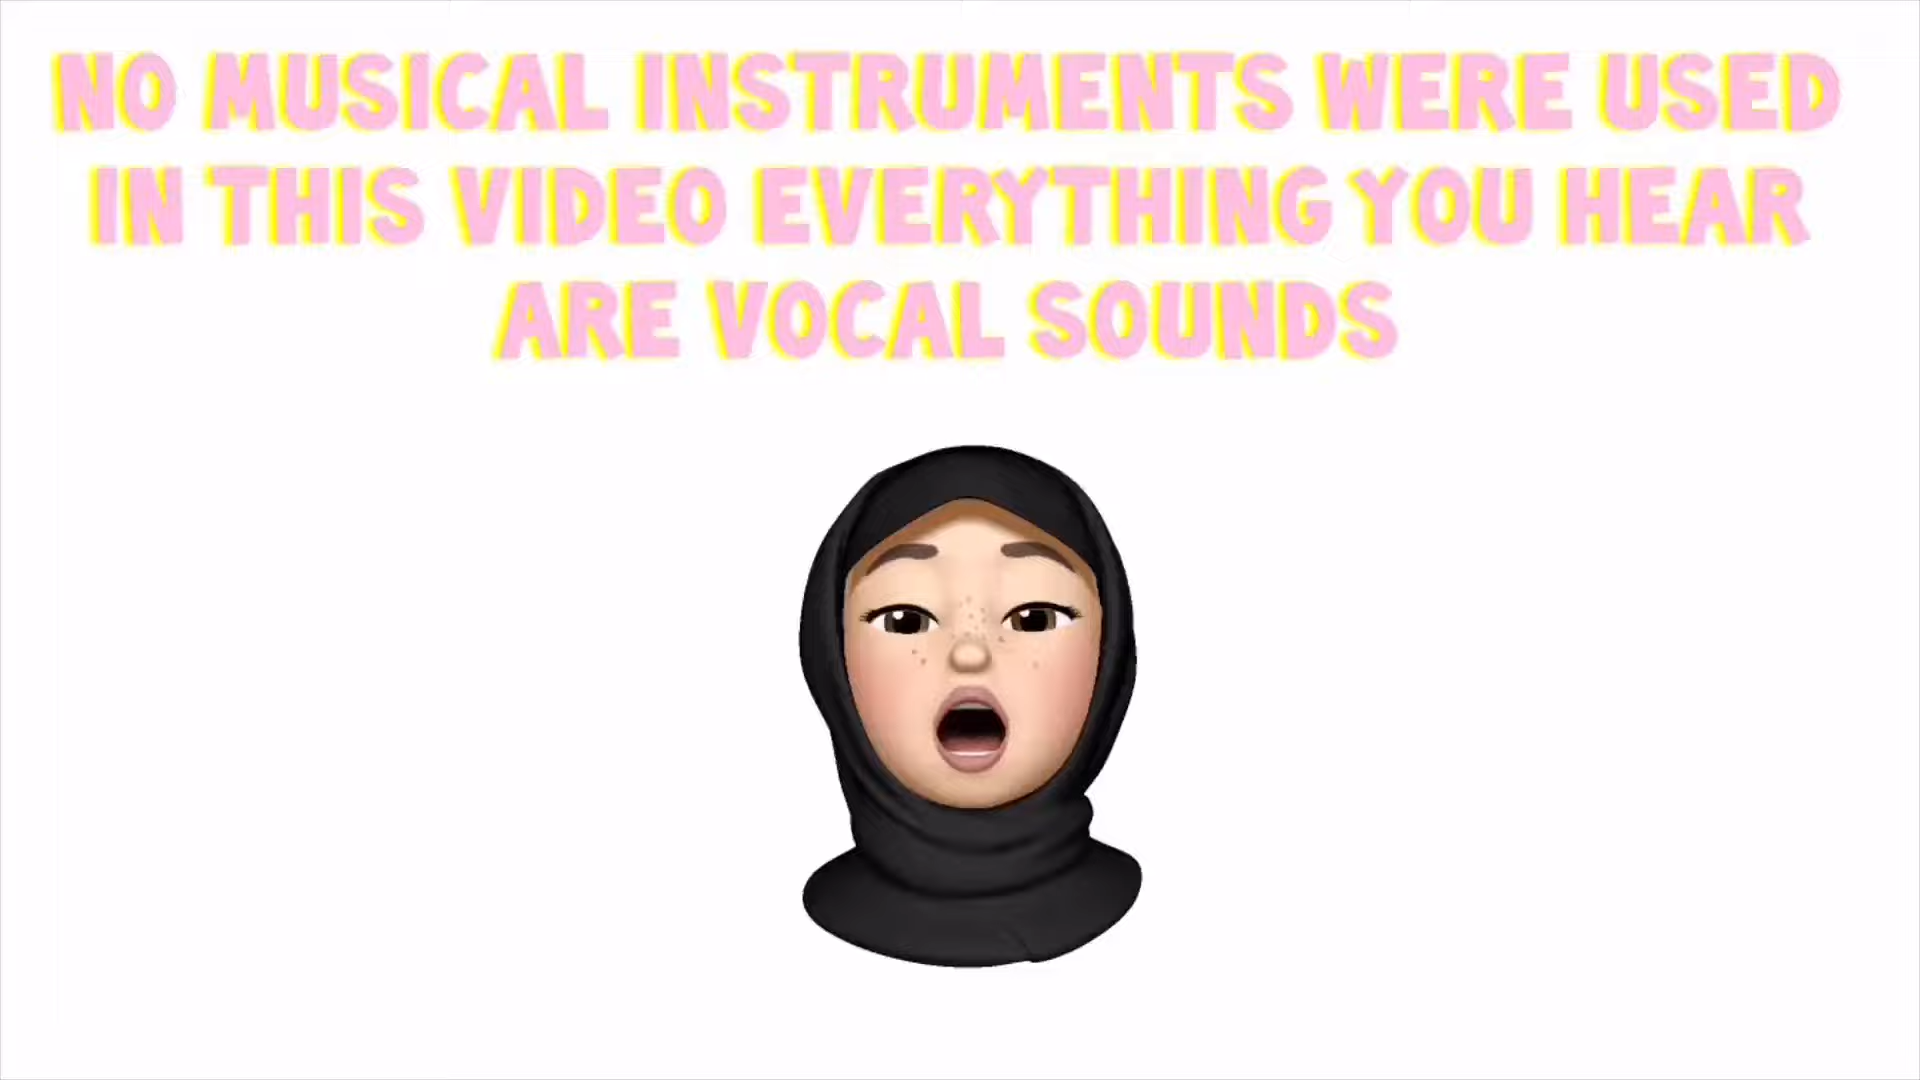 NO MUSICAL INSTRUMENTS WERE USED
IN THIS VIDEO EVERYTHING YOU HEAR
ARE VOCAL SOUNDS